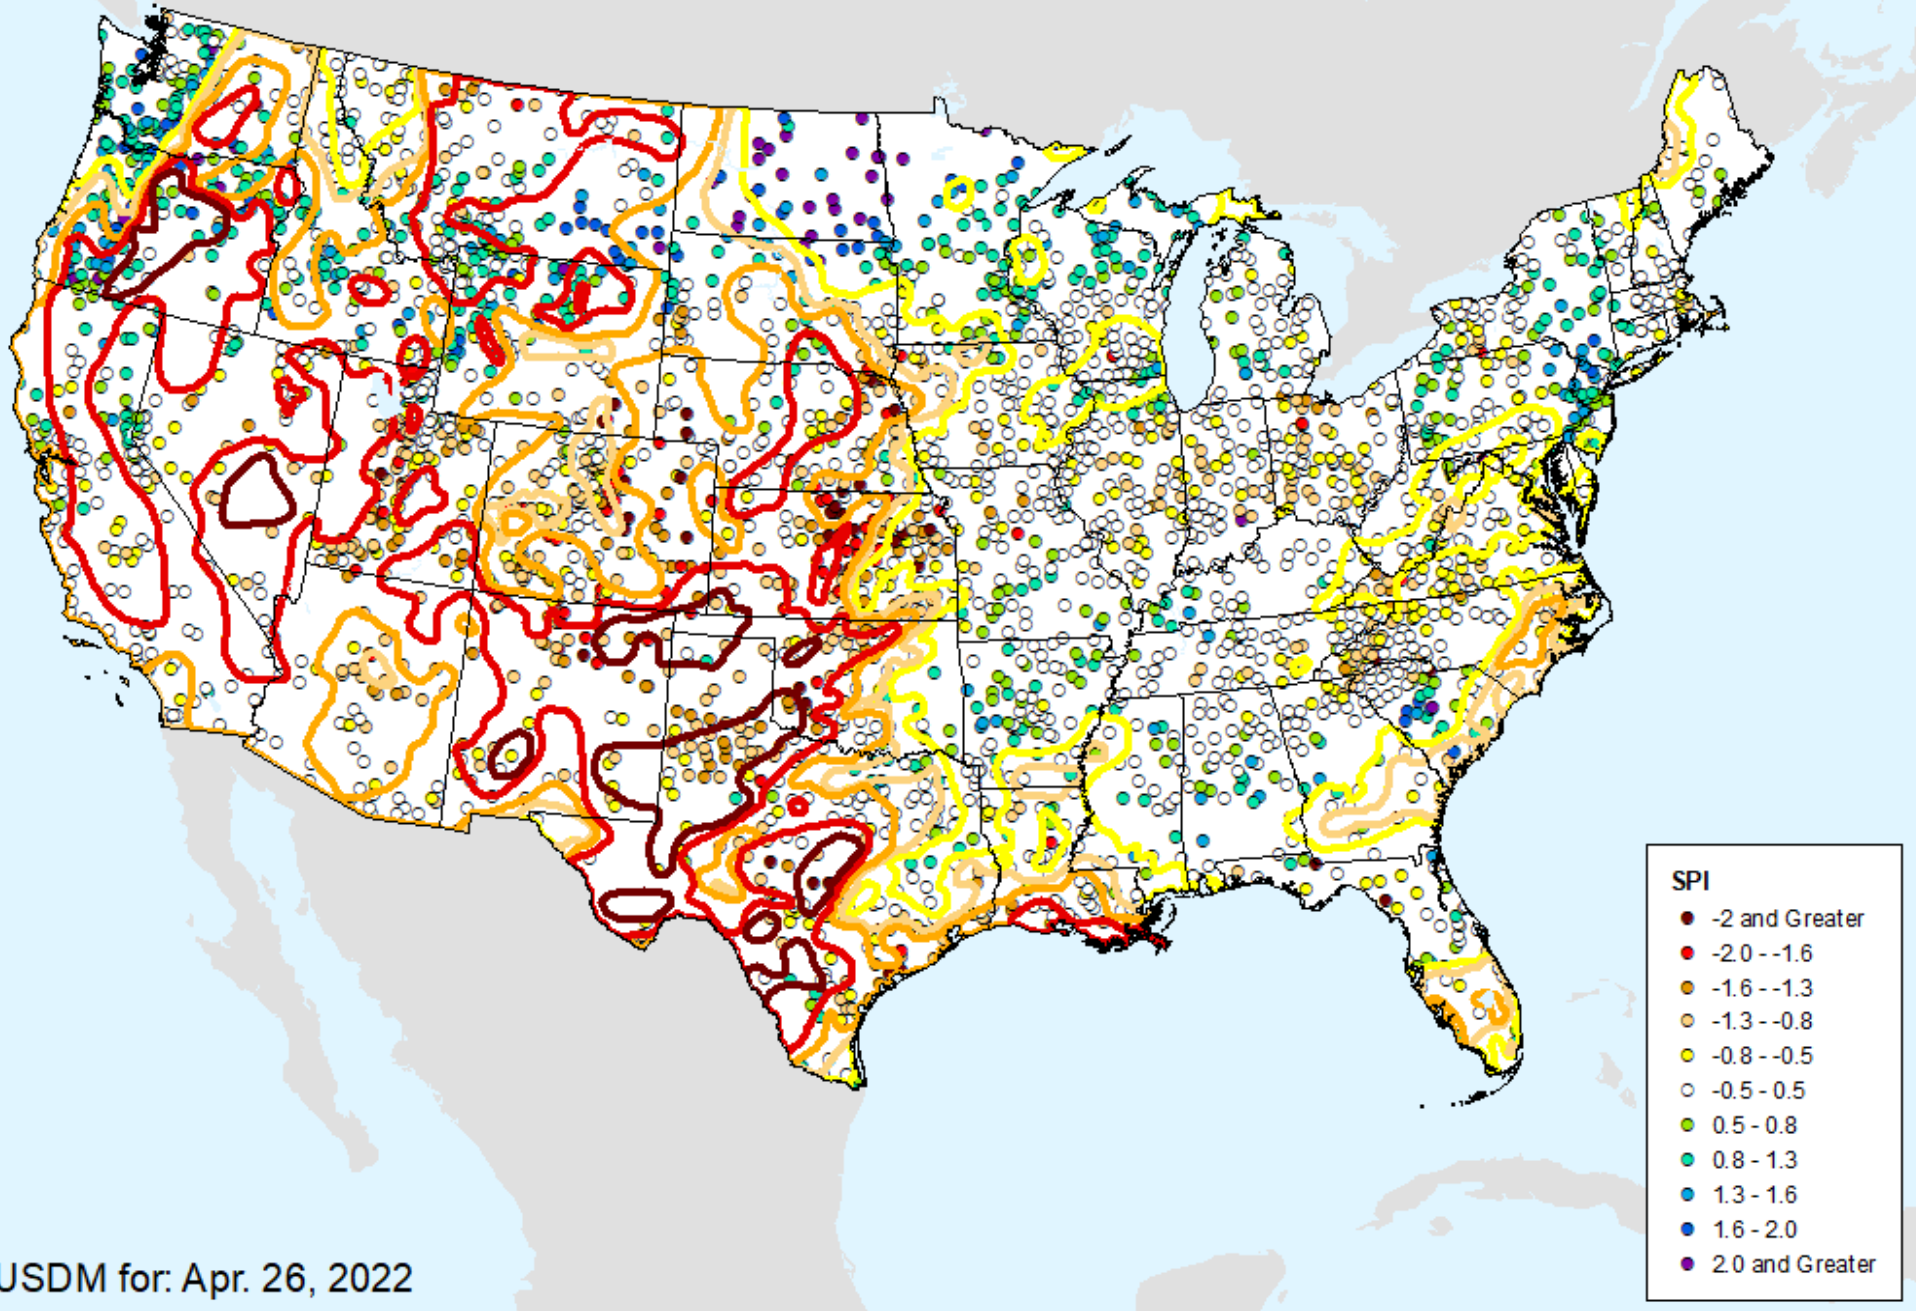 SPI
-2 and Greater
-2.0 - -1.6
-1.6 - -1.3
-1.3 - -0.8
-0.8 - -0.5
-0.5 - 0.5
0.5 - 0.8
0.8 - 1.3
1.3 - 1.6
1.6 - 2.0
2.0 and Greater
USDM for: Apr. 26, 2022